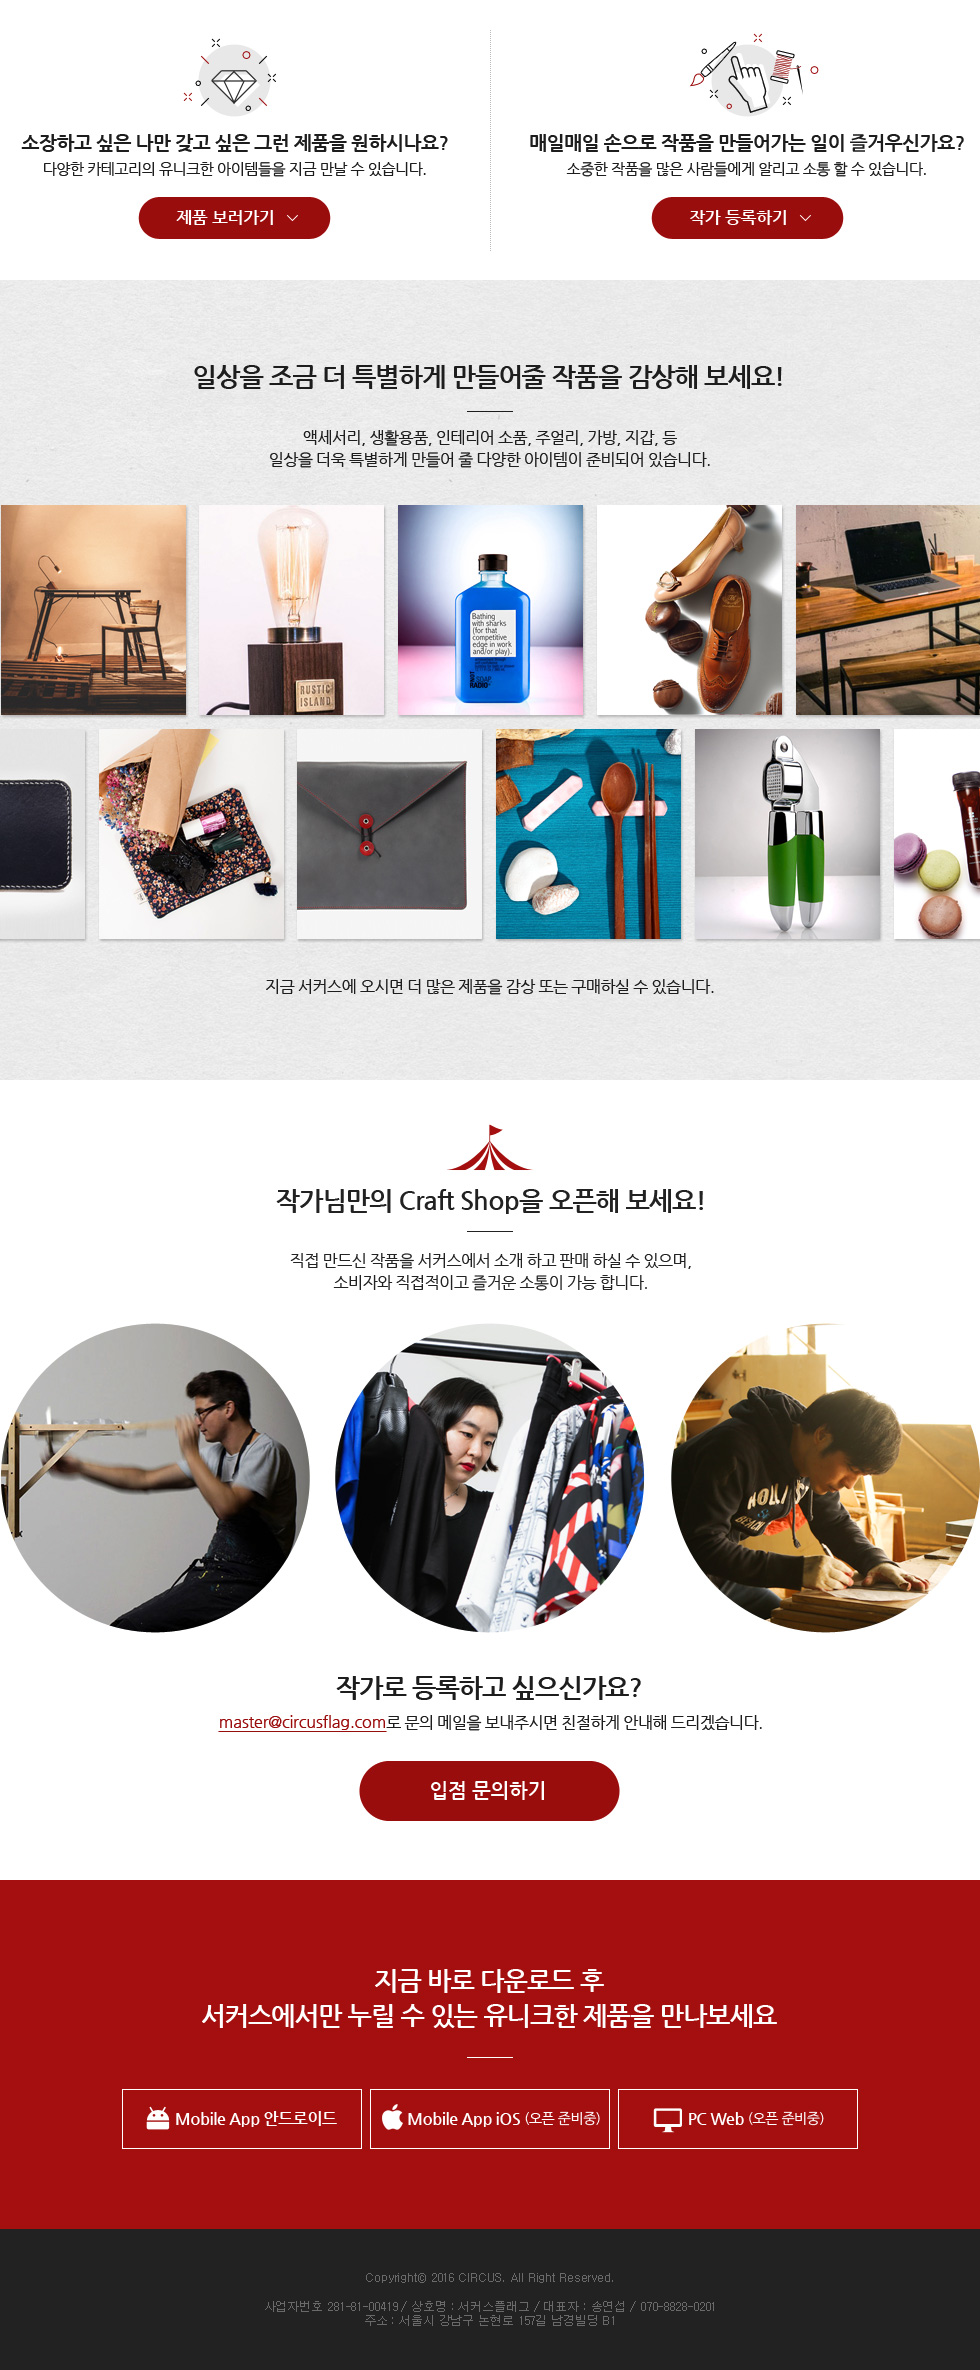 소장하고 싶은 나만 갖고 싶은 그런 제품을 원하시나요?
다양한 카테고리의 유니크한 아이템들을 지금 만날 수 있습니다.
제품 보러가기
매일매일 손으로 작품을 만들어가는 일이 즐거우신가요?
소중한 작품을 많은 사람들에게 알리고 소통 할 수 있습니다.
작가 등록하기
일상을 조금 더 특별하게 만들어줄 작품을 감상해 보세요!
액세서리, 생활용품, 인테리어 소품, 주얼리, 가방, 지갑, 등
일상을 더욱 특별하게 만들어 줄 다양한 아이템이 준비되어 있습니다.
RUSTIC
ISLAND
Bathing
with sharks
(for that
competitive
edge in work
and/or play).
SOAP
RADIO
지금 서커스에 오시면 더 많은 제품을 감상 또는 구매하실 수 있습니다.
작가님만의 Craft Shop을 오픈해 보세요!
직접 만드신 작품을 서커스에서 소개 하고 판매 하실 수 있으며,
소비자와 직접적이고 즐거운 소통이 가능 합니다.
BEACH
작가로 등록하고 싶으신가요?
master@circusflag.com로 문의 메일을 보내주시면 친절하게 안내해 드리겠습니다.
입점 문의하기
지금 바로 다운로드 후
서커스에서만 누릴 수 있는 유니크한 제품을 만나보세요
Mobile App 안드로이드
Mobile App iOS (오픈 준비중)
PC Web (오픈 준비중)
Copyright© 2016 CIRCUS. All Right Reserved.
사업자번호 281-81-00419 / 상호명 : 서커스플래그 / 대표자 : 송연섭 / 070-8828-0201
주소 : 서울시 강남구 논현로 157길 남경빌딩 B1